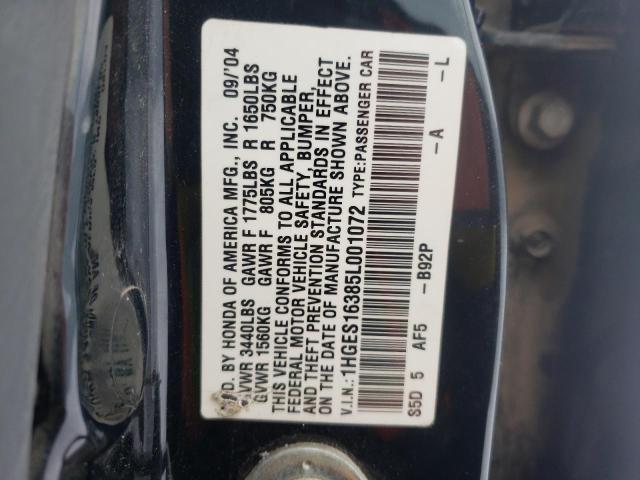 MFD. BY HONDA OF AMERICA MFG., INC. 09/'04
GVWR 3440LBS GAWR F 1775LBS R 1650LBS
GVWR 1560KG GAWR F 805KG R 750KG
THIS VEHICLE CONFORMS TO ALL APPLICABLE
FEDERAL MOTOR VEHICLE SAFETY, BUMPER,
AND THEFT PREVENTION STANDARDS IN EFFECT
ON THE DATE OF MANUFACTURE SHOWN ABOVE.
V.I.N.: 1HGES16385L001072 TYPE:PASSENGER CAR
S5D 5 AF5 -B92P -A -L